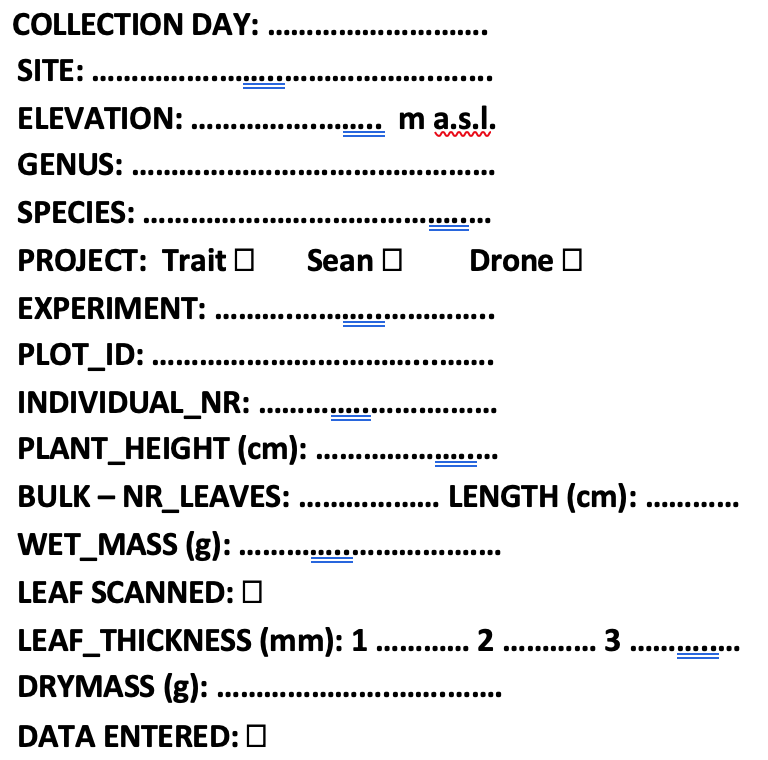 COLLECTION DAY: ............................
SITE: ...................................................
ELEVATION: ......................... m a.s.l.
GENUS: ..............................................
SPECIES: ............................................
PROJECT: Trait ☐ Sean ☐ Drone ☐
EXPERIMENT: ....................................
PLOT_ID: ...........................................
INDIVIDUAL_NR: ..............................
PLANT_HEIGHT (cm): .......................
BULK – NR_LEAVES: .................. LENGTH (cm): ............
WET_MASS (g): .................................
LEAF SCANNED: ☐
LEAF_THICKNESS (mm): 1 ............ 2 ............ 3 ..............
DRYMASS (g): ....................................
DATA ENTERED: ☐